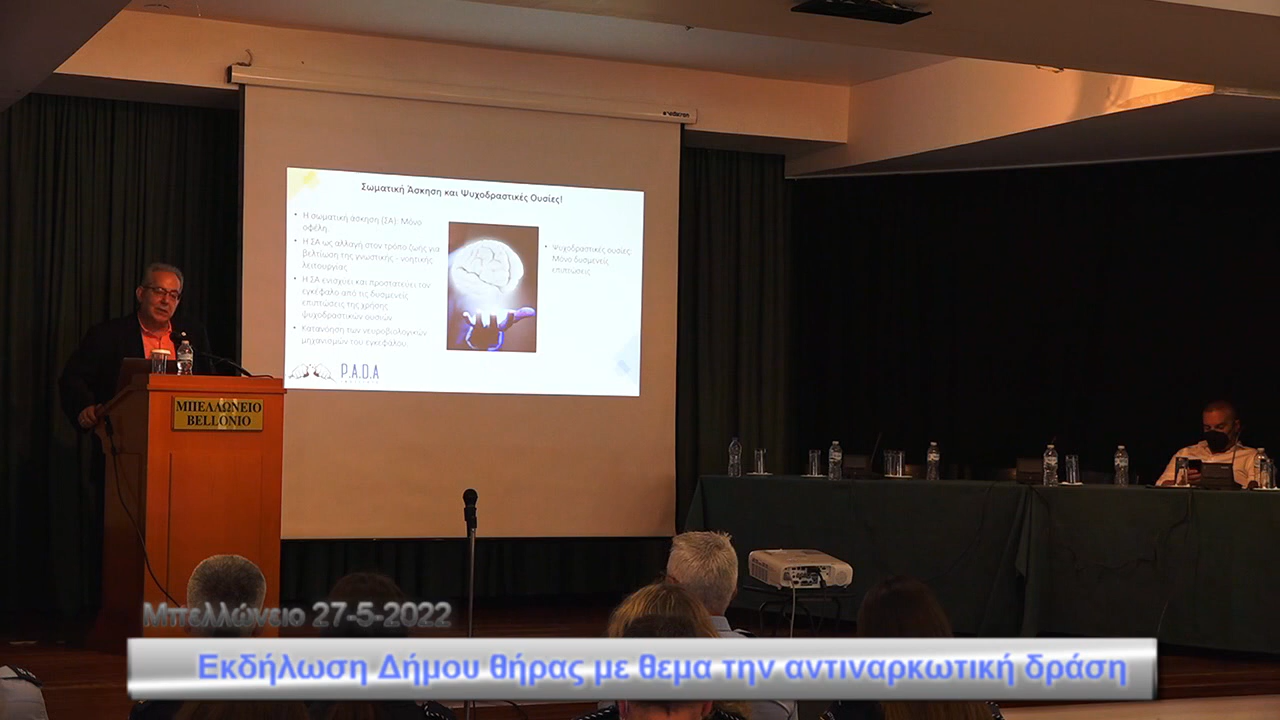 Σωματική Άσκηση και Ψυχοδραστικές Ουσίες!
• Η σωματική άσκηση (ΣΑ): Μόνο
οφέλη.
• Η ΣΑ ως αλλαγή στον τρόπο ζωής για
βελτίωση της γνωστικής - νοητικής
λειτουργίας
• Η ΣΑ ενισχύει και προστατεύει τον
εγκέφαλο από τις δυσμενείς
επιπτώσεις της χρήσης
ψυχοδραστικών ουσιών
• Κατανόηση των νευροβιολογικών
μηχανισμών του εγκεφάλου
• Ψυχοδραστικές ουσίες:
Μόνο δυσμενείς
επιπτώσεις
P.A.D.A
ΜΠΕΛΛΩΝΕΙΟ
BELLONIO
Μπελλώνειο 27-5-2022
Εκδήλωση Δήμου θήρας με θεμα την αντιναρκωτική δράση